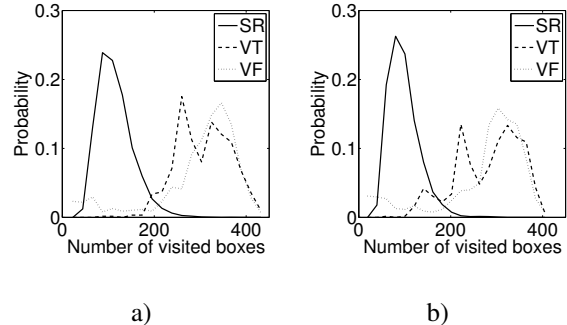 0.3
0.2
0.1
0
Probability
SR
VT
VF
0 200 400
Number of visited boxes
a)
0.3
0.2
0.1
0
Probability
SR
VT
VF
0 200 400
Number of visited boxes
b)